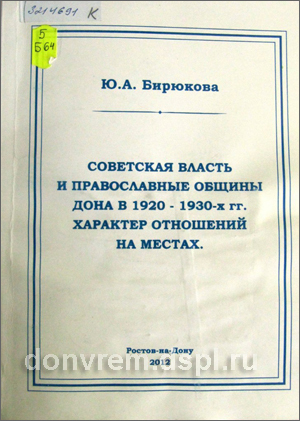 3214691 К
5
Б 64
Ю.А. Бирюкова
СОВЕТСКАЯ ВЛАСТЬ
И ПРАВОСЛАВНЫЕ ОБЩИНЫ
ДОНА В 1920 - 1930-х гг.
ХАРАКТЕР ОТНОШЕНИЙ
НА МЕСТАХ.
Ростов-на-Дону
2012
donvrem.dspl.ru